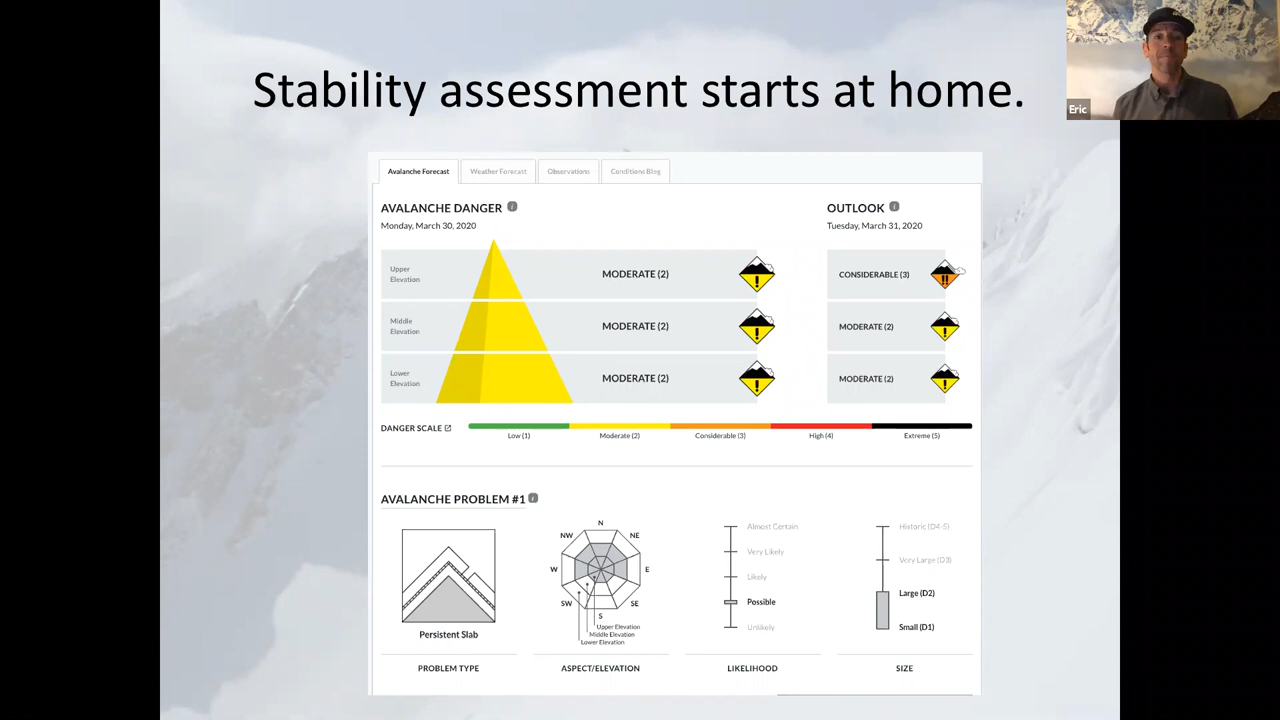 Stability assessment starts at home.
Eric
Avalanche Forecast
Weather Forecast
Observations
Conditions Blog
AVALANCHE DANGER i
Monday, March 30, 2020
OUTLOOK i
Tuesday, March 31, 2020
Upper
Elevation
MODERATE (2)
CONSIDERABLE (3)
Middle
Elevation
MODERATE (2)
MODERATE (2)
Lower
Elevation
MODERATE (2)
MODERATE (2)
DANGER SCALE
Low (1)
Moderate (2)
Considerable (3)
High (4)
Extreme (5)
AVALANCHE PROBLEM #1 i
Persistent Slab
PROBLEM TYPE
N
NW
NE
W
E
SW
SE
S
Upper Elevation
Middle Elevation
Lower Elevation
ASPECT/ELEVATION
Almost Certain
Very Likely
Likely
Possible
Unlikely
LIKELIHOOD
Historic (D4-5)
Very Large (D3)
Large (D2)
Small (D1)
SIZE